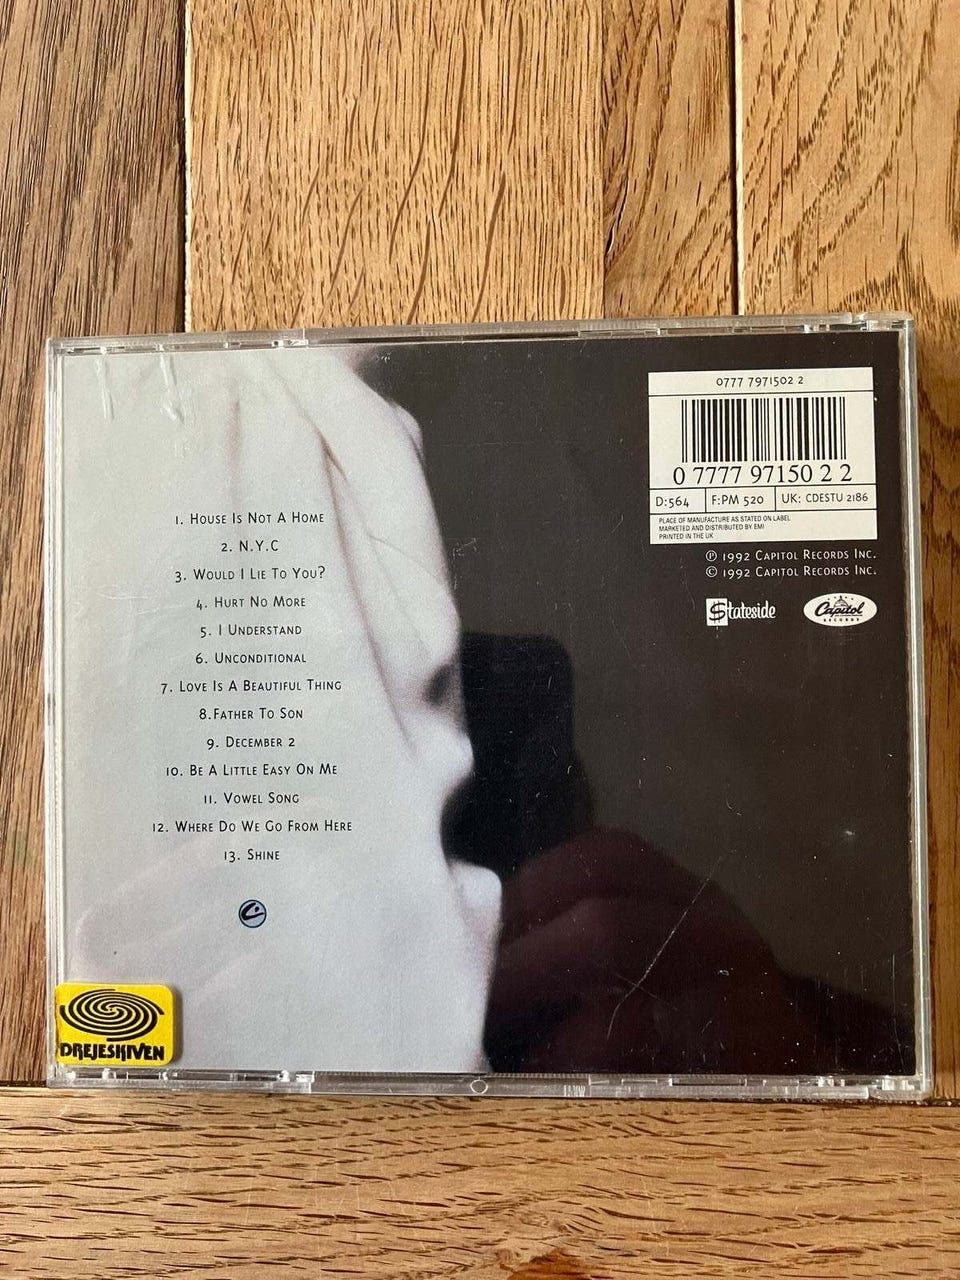 1. House Is Not A Home
2. N.Y.C
3. Would I Lie To You?
4. Hurt No More
5. I Understand
6. Unconditional
7. Love Is A Beautiful Thing
8.Father To Son
9. December 2
10. Be A Little Easy On Me
11. Vowel Song
12. Where Do We Go From Here
13. Shine
DREJESKIVEN
0777 7971502 2
0 7777 97150 2 2
D:564 F:PM 520 UK: CDESTU 2186
PLACE OF MANUFACTURE AS STATED ON LABEL
MARKETED AND DISTRIBUTED BY EMI
PRINTED IN THE UK
℗ 1992 Capitol Records Inc.
© 1992 Capitol Records Inc.
$tateside
Capitol
RECORDS